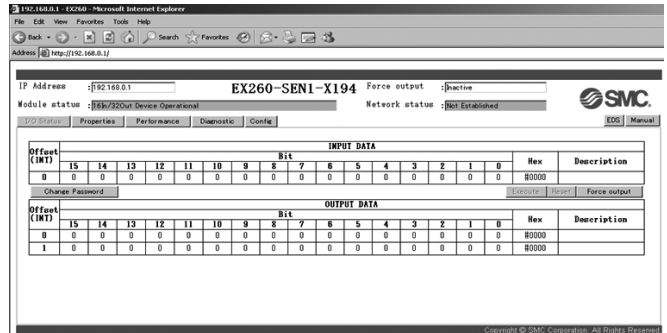 192.168.0.1 - EX260 - Microsoft Internet Explorer
File Edit View Favorites Tools Help
Back Search Favorites
Address http://192.168.0.1/
IP Address :192.168.0.1 EX260-SEN1-X194 Force output :Inactive
Module status :16In/32Out Device Operational Network status :Not Established
SMC.
I/O Status Properties Performance Diagnostic Config EDS Manual
Offset (INT) INPUT DATA
Bit Hex Description
15 14 13 12 11 10 9 8 7 6 5 4 3 2 1 0
0 0 0 0 0 0 0 0 0 0 0 0 0 0 0 0 0 #0000
Change Password Execute Reset Force output
Offset (INT) OUTPUT DATA
Bit Hex Description
15 14 13 12 11 10 9 8 7 6 5 4 3 2 1 0
0 0 0 0 0 0 0 0 0 0 0 0 0 0 0 0 0 #0000
1 0 0 0 0 0 0 0 0 0 0 0 0 0 0 0 0 #0000
Copyright © SMC Corporation. All Rights Reserved